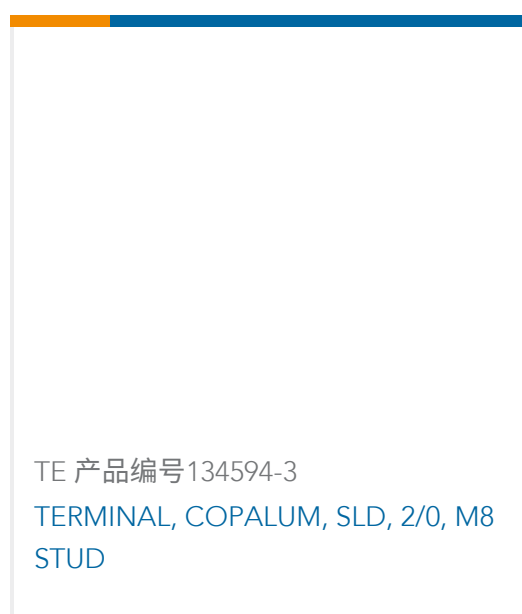 TE 产品编号134594-3
TERMINAL, COPALUM, SLD, 2/0, M8
STUD